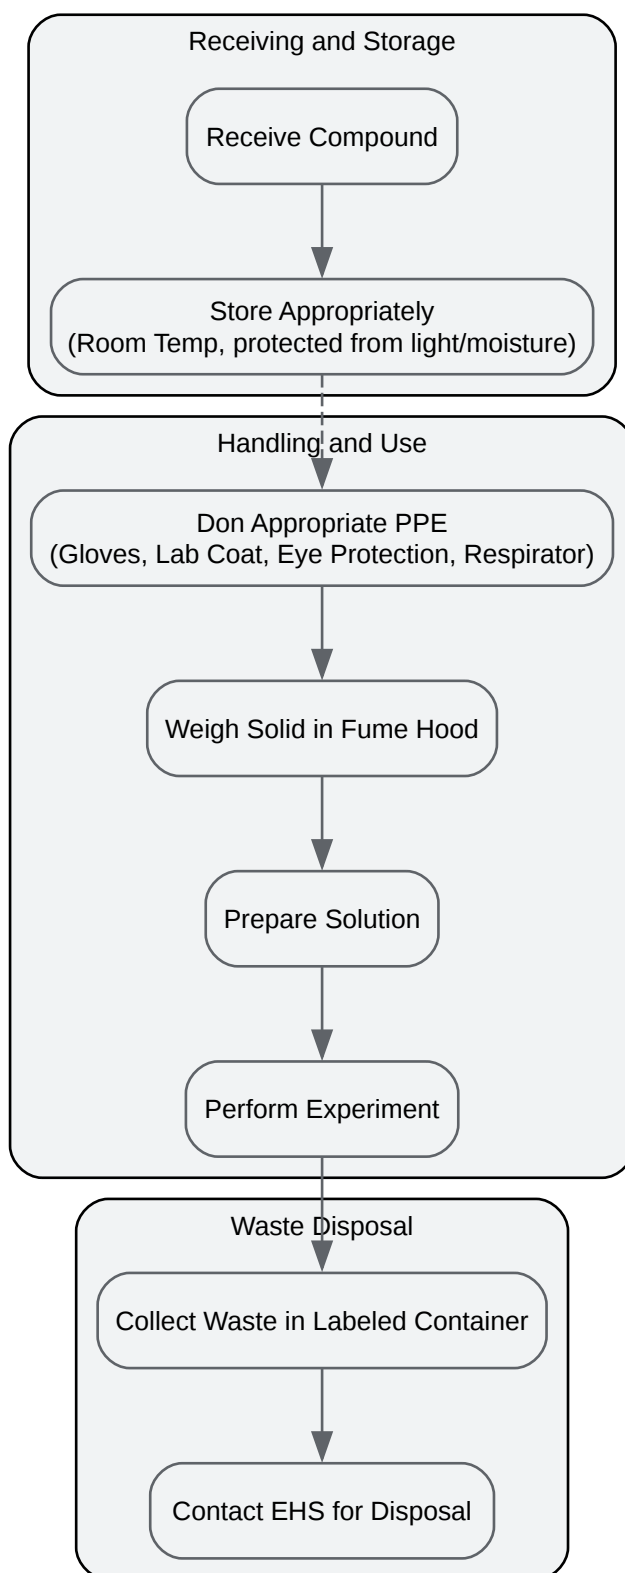 Receiving and Storage
Receive Compound
Store Appropriately
(Room Temp, protected from light/moisture)
Handling and Use
Don Appropriate PPE
(Gloves, Lab Coat, Eye Protection, Respirator)
Weigh Solid in Fume Hood
Prepare Solution
Perform Experiment
Waste Disposal
Collect Waste in Labeled Container
Contact EHS for Disposal